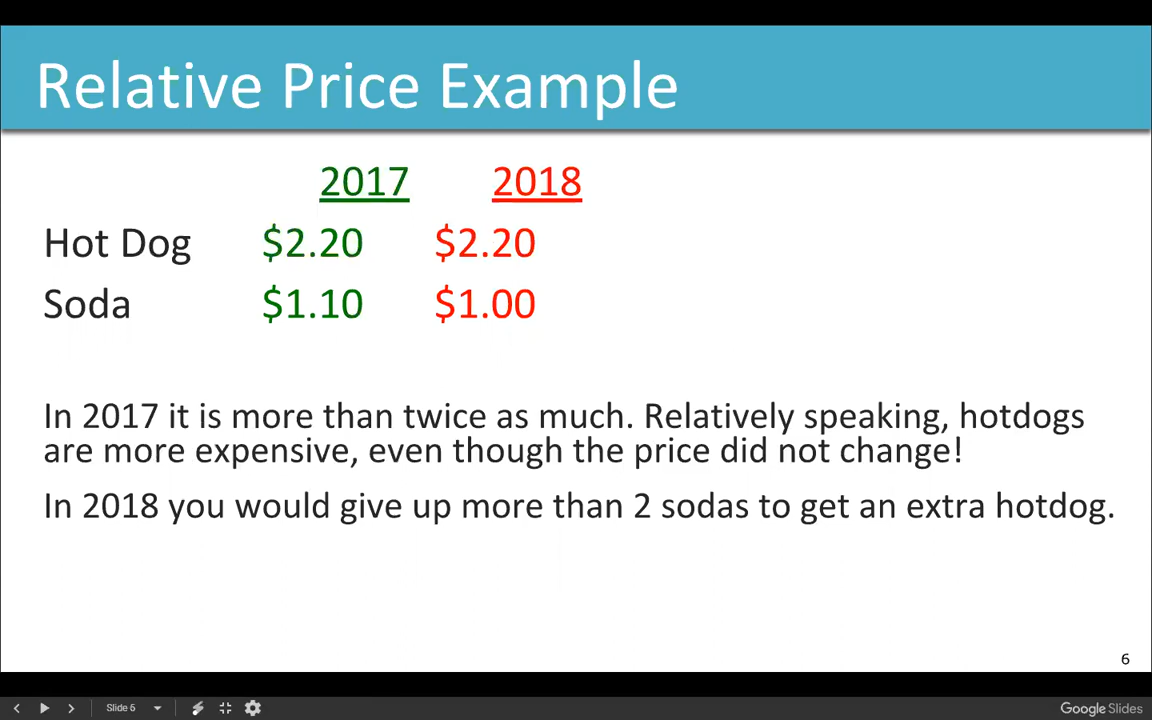 Relative Price Example
2017 2018
Hot Dog $2.20 $2.20
Soda $1.10 $1.00
In 2017 it is more than twice as much. Relatively speaking, hotdogs
are more expensive, even though the price did not change!
In 2018 you would give up more than 2 sodas to get an extra hotdog.
6
Slide 6
Google Slides